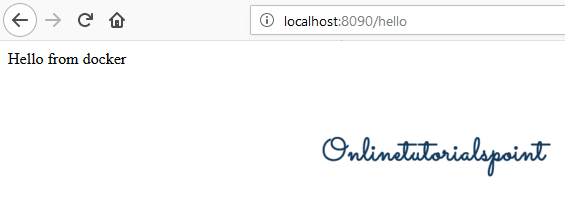 localhost:8090/hello
Hello from docker
Onlinetutorialspoint